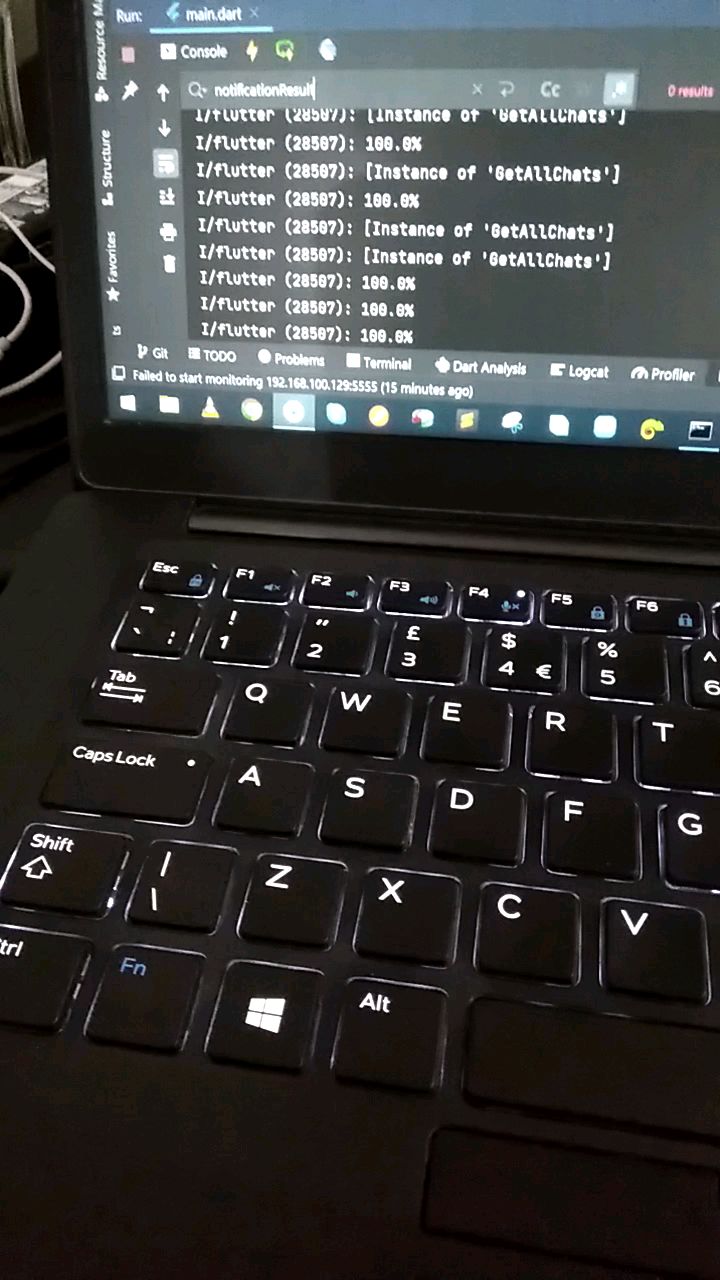 Resource M
Run: main.dart
Console
notificationResult
Cc
0 results
I/flutter (28507): [Instance of 'GetAllChats']
I/flutter (28507): 100.0%
I/flutter (28507): [Instance of 'GetAllChats']
I/flutter (28507): 100.0%
I/flutter (28507): [Instance of 'GetAllChats']
I/flutter (28507): [Instance of 'GetAllChats']
I/flutter (28507): 100.0%
I/flutter (28507): 100.0%
I/flutter (28507): 100.0%
Structure
Favorites
Git TODO Problems Terminal Dart Analysis Logcat Profiler
Failed to start monitoring 192.168.100.129:5555 (15 minutes ago)
Esc F1 F2 F3 F4 F5 F6
¬ ! " £ $ % ^
` ¦ 1 2 3 4 € 5 6
Tab Q W E R T
Caps Lock A S D F G
Shift | \ Z X C V
trl Fn Alt